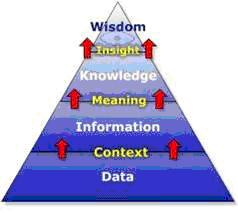 Wisdom
Insight
Knowledge
Meaning
Information
Context
Data